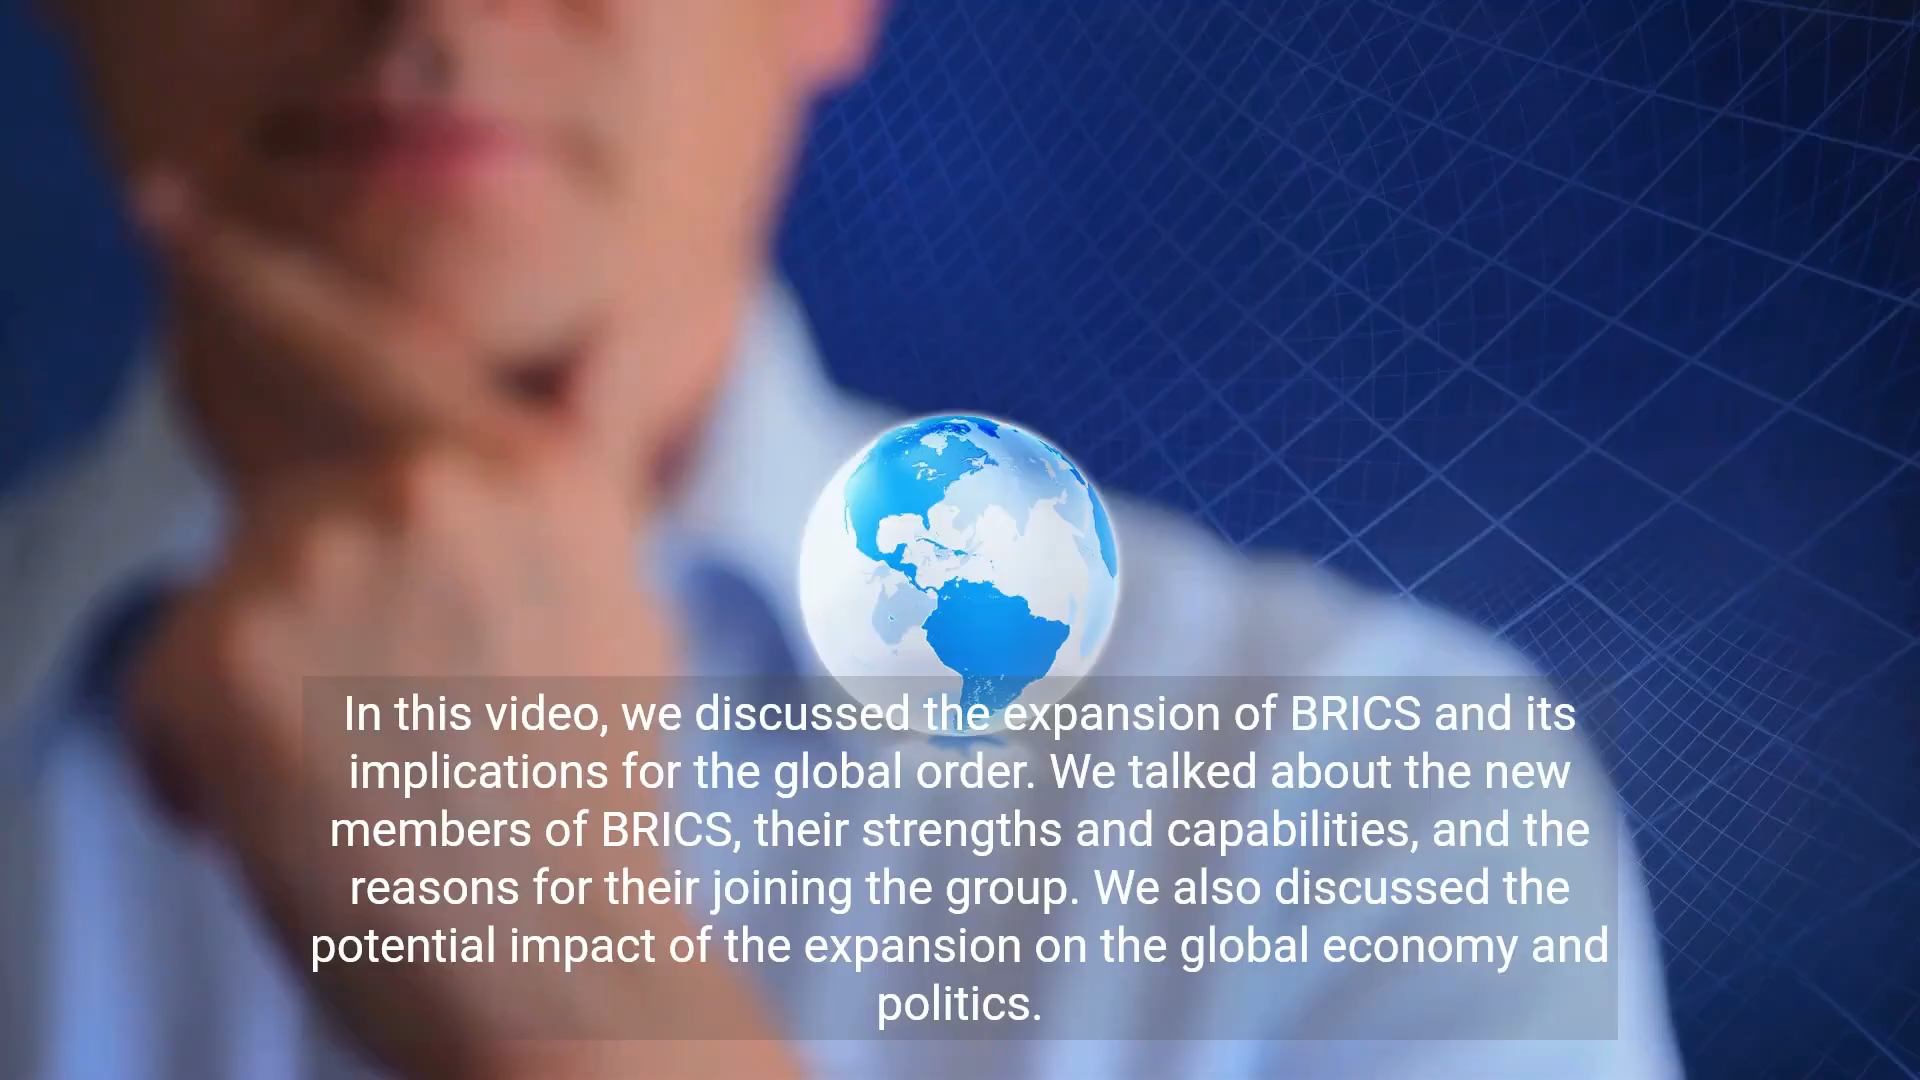 In this video, we discussed the expansion of BRICS and its
implications for the global order. We talked about the new
members of BRICS, their strengths and capabilities, and the
reasons for their joining the group. We also discussed the
potential impact of the expansion on the global economy and
politics.